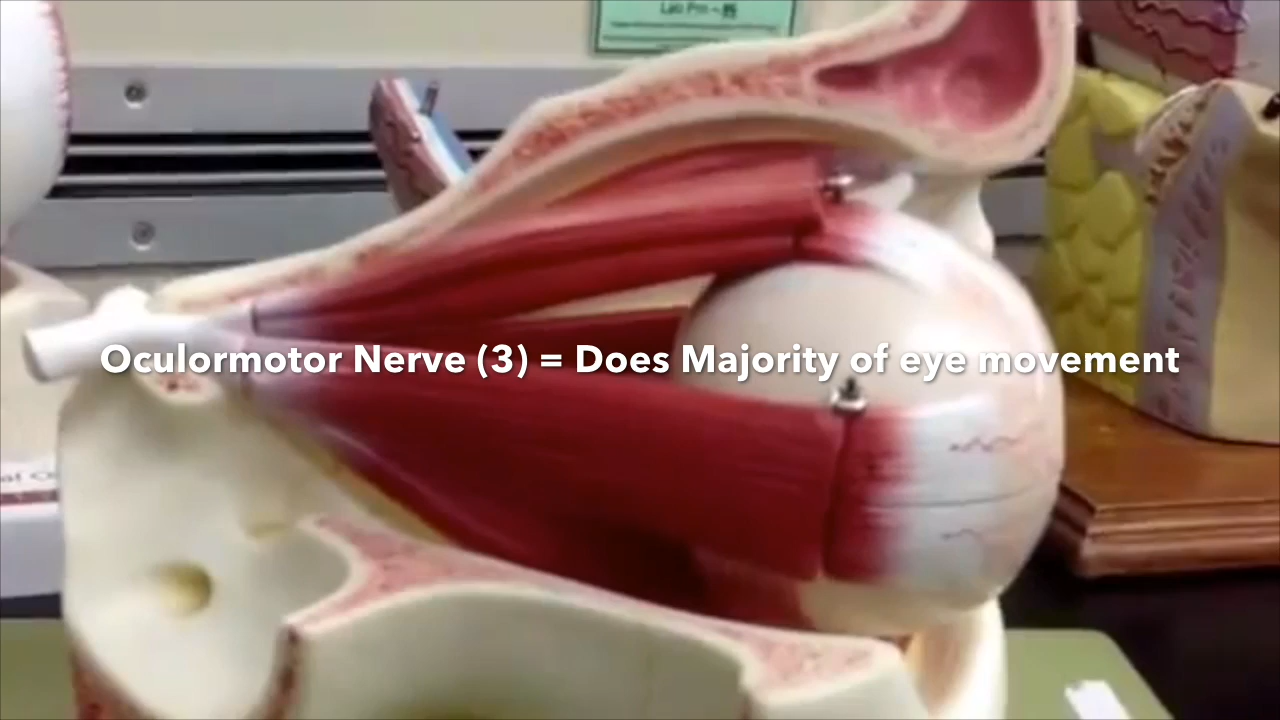 Oculormotor Nerve (3) = Does Majority of eye movement